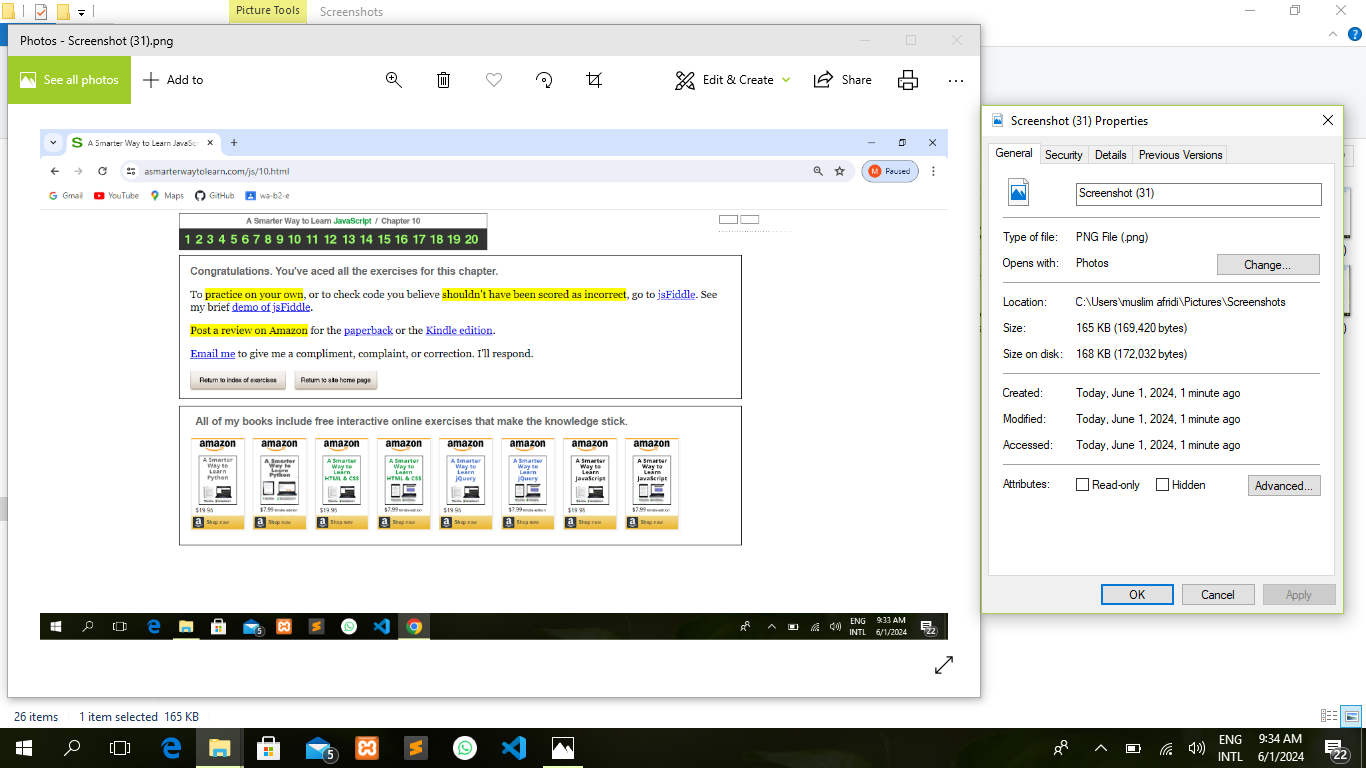 Picture Tools
Screenshots
Photos - Screenshot (31).png
See all photos
Add to
Edit & Create
Share
A Smarter Way to Learn JavaSc
asmarterwaytolearn.com/js/10.html
M Paused
Gmail
YouTube
Maps
GitHub
wa-b2-e
A Smarter Way to Learn JavaScript / Chapter 10
1 2 3 4 5 6 7 8 9 10 11 12 13 14 15 16 17 18 19 20
Congratulations. You've aced all the exercises for this chapter.
To practice on your own, or to check code you believe shouldn't have been scored as incorrect, go to jsFiddle. See
my brief demo of jsFiddle.
Post a review on Amazon for the paperback or the Kindle edition.
Email me to give me a compliment, complaint, or correction. I'll respond.
Return to index of exercises
Return to site home page
All of my books include free interactive online exercises that make the knowledge stick.
amazon amazon amazon amazon amazon amazon amazon amazon
A Smarter Way to Learn Python
A Smarter Way to Learn Python
A Smarter Way to Learn HTML & CSS
A Smarter Way to Learn HTML & CSS
A Smarter Way to Learn jQuery
A Smarter Way to Learn jQuery
A Smarter Way to Learn JavaScript
A Smarter Way to Learn JavaScript
$19.95 $7.99 Kindle edition $19.95 $7.99 Kindle edition $19.95 $7.99 Kindle edition $19.95 $7.99 Kindle edition
Shop now Shop now Shop now Shop now Shop now Shop now Shop now Shop now
5
ENG
INTL
9:33 AM
6/1/2024
22
Screenshot (31) Properties
General
Security
Details
Previous Versions
Screenshot (31)
Type of file: PNG File (.png)
Opens with: Photos
Change...
Location: C:\Users\muslim afridi\Pictures\Screenshots
Size: 165 KB (169,420 bytes)
Size on disk: 168 KB (172,032 bytes)
Created: Today, June 1, 2024, 1 minute ago
Modified: Today, June 1, 2024, 1 minute ago
Accessed: Today, June 1, 2024, 1 minute ago
Attributes: Read-only Hidden
Advanced...
OK
Cancel
Apply
26 items
1 item selected 165 KB
5
ENG
INTL
9:34 AM
6/1/2024
22